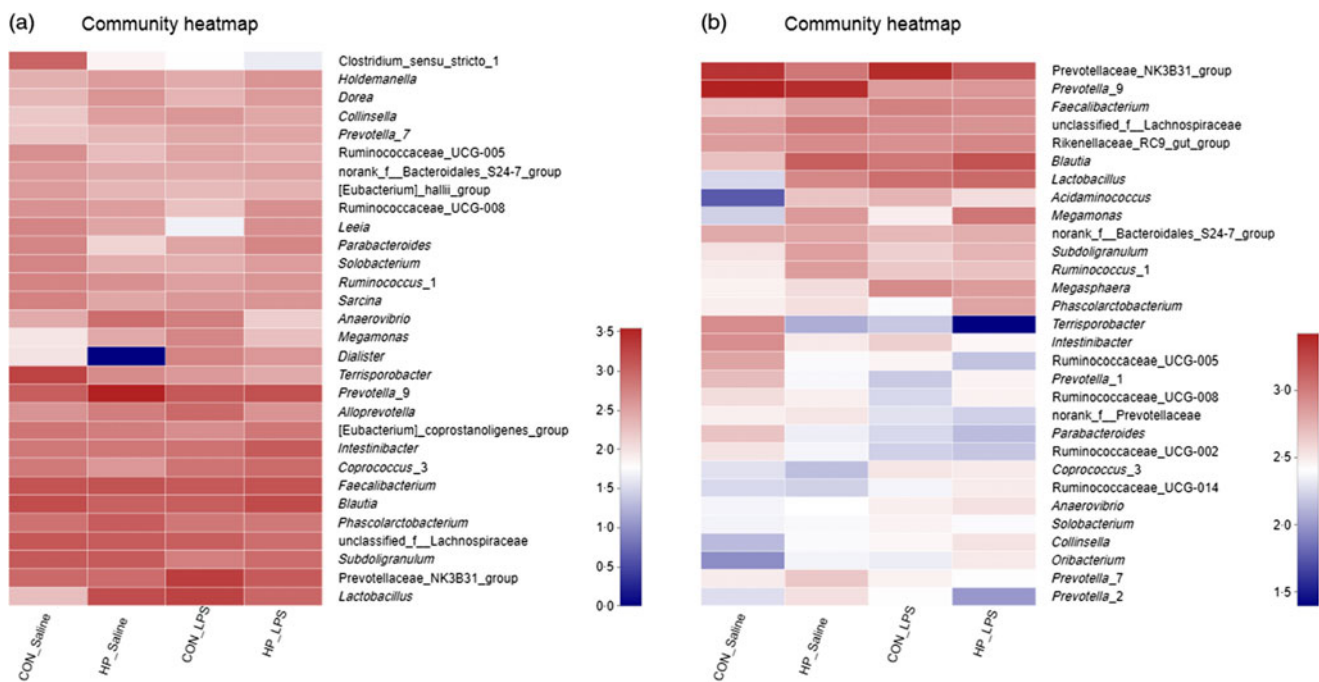 (a) Community heatmap
Clostridium_sensu_stricto_1
Holdemanella
Dorea
Collinsella
Prevotella_7
Ruminococcaceae_UCG-005
norank_f__Bacteroidales_S24-7_group
[Eubacterium]_hallii_group
Ruminococcaceae_UCG-008
Leeia
Parabacteroides
Solobacterium
Ruminococcus_1
Sarcina
Anaerovibrio
Megamonas
Dialister
Terrisporobacter
Prevotella_9
Alloprevotella
[Eubacterium]_coprostanoligenes_group
Intestinibacter
Coprococcus_3
Faecalibacterium
Blautia
Phascolarctobacterium
unclassified_f__Lachnospiraceae
Subdoligranulum
Prevotellaceae_NK3B31_group
Lactobacillus
CON_Saline
HP_Saline
CON_LPS
HP_LPS
3·5
3·0
2·5
2·0
1·5
1·0
0·5
0·0
(b) Community heatmap
Prevotellaceae_NK3B31_group
Prevotella_9
Faecalibacterium
unclassified_f__Lachnospiraceae
Rikenellaceae_RC9_gut_group
Blautia
Lactobacillus
Acidaminococcus
Megamonas
norank_f__Bacteroidales_S24-7_group
Subdoligranulum
Ruminococcus_1
Megasphaera
Phascolarctobacterium
Terrisporobacter
Intestinibacter
Ruminococcaceae_UCG-005
Prevotella_1
Ruminococcaceae_UCG-008
norank_f__Prevotellaceae
Parabacteroides
Ruminococcaceae_UCG-002
Coprococcus_3
Ruminococcaceae_UCG-014
Anaerovibrio
Solobacterium
Collinsella
Oribacterium
Prevotella_7
Prevotella_2
CON_Saline
HP_Saline
CON_LPS
HP_LPS
3·0
2·5
2·0
1·5